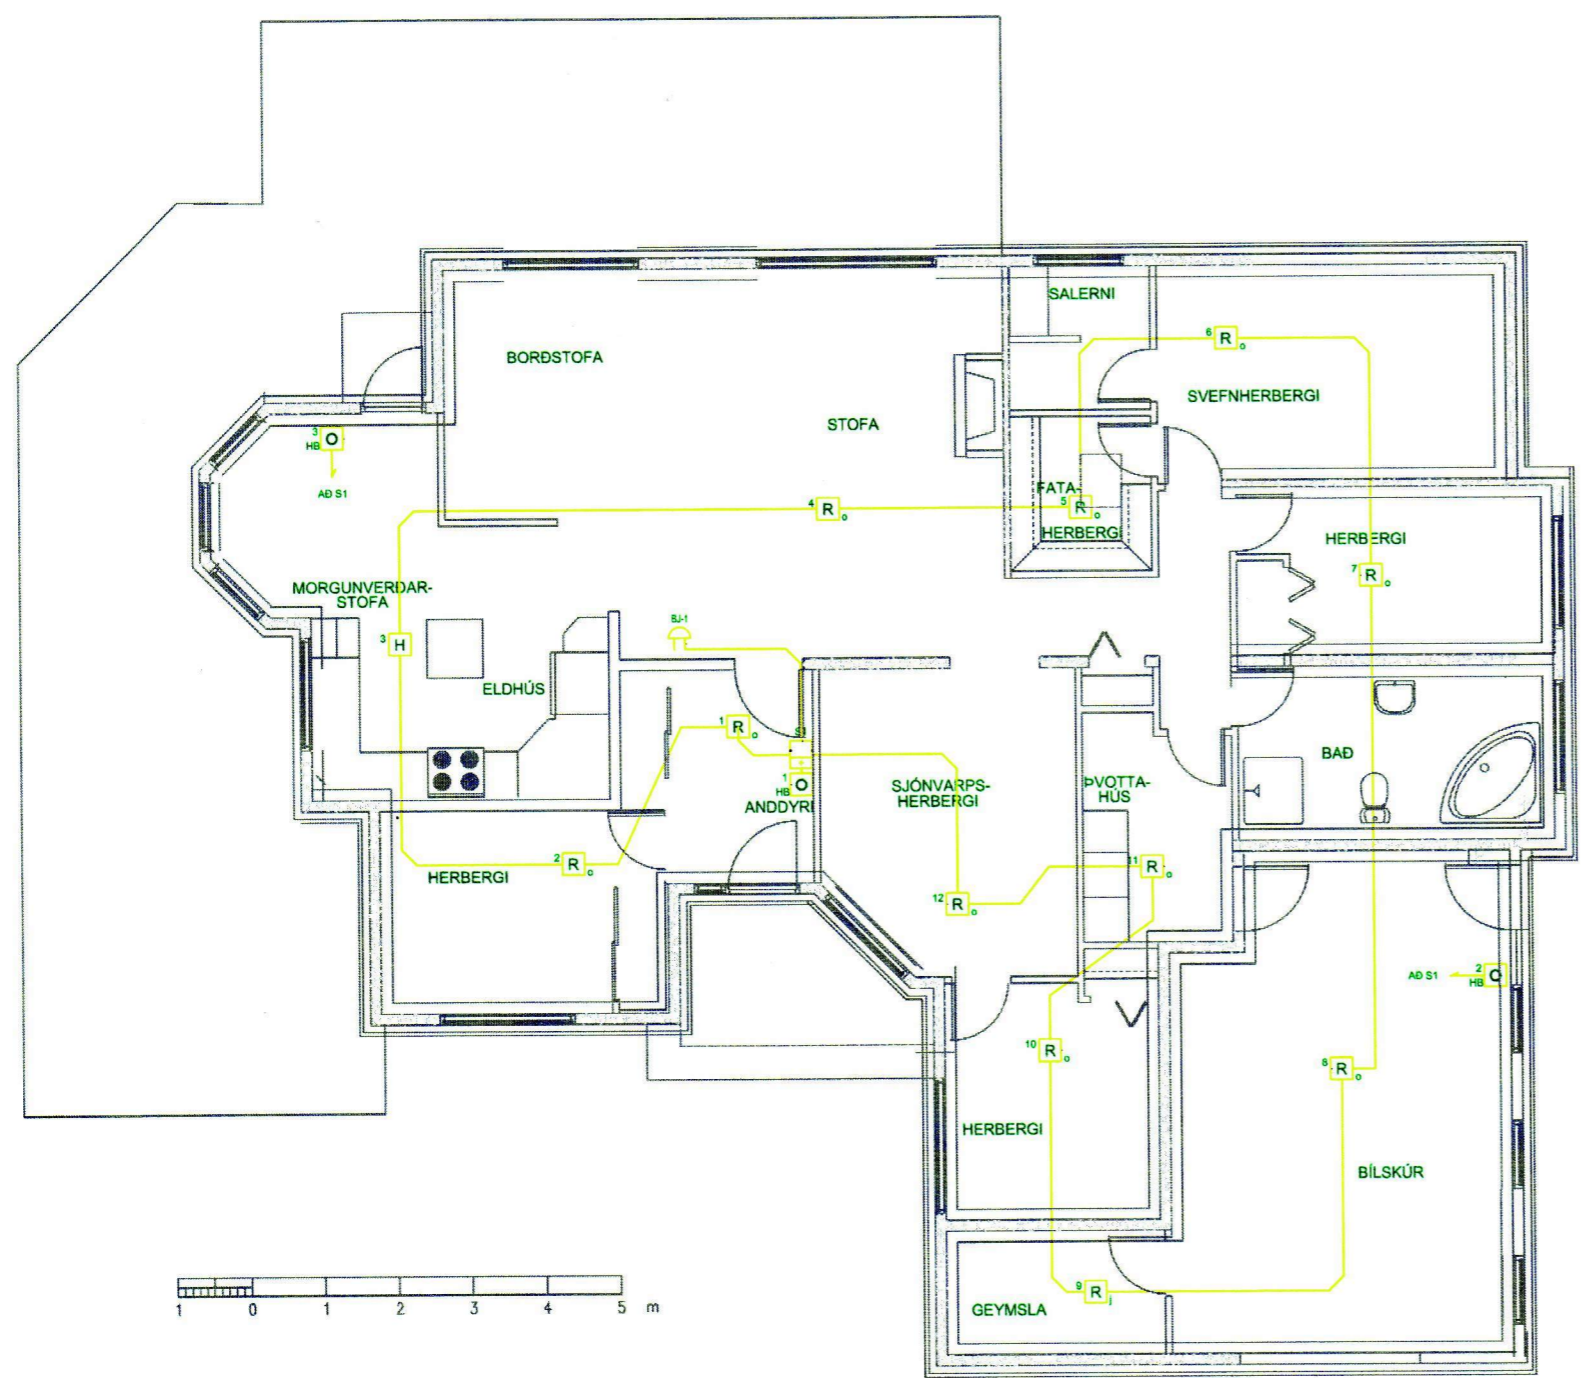 SALERNI
6
R
o
BORÐSTOFA
SVEFNHERBERGI
STOFA
3
HB
O
AÐ S1
FATA-
HERBERGI
5
R
o
4
R
o
HERBERGI
7
R
o
MORGUNVERÐAR-
STOFA
3
H
BJ-1
ELDHÚS
1
R
o
BAÐ
1
HB
O
ANDDYRI
SJÓNVARPS-
HERBERGI
ÞVOTTA-
HÚS
2
R
o
HERBERGI
11
R
o
12
R
o
AÐ S1
2
HB
O
10
R
o
8
R
o
HERBERGI
BÍLSKÚR
9
R
j
GEYMSLA
1 0 1 2 3 4 5 m